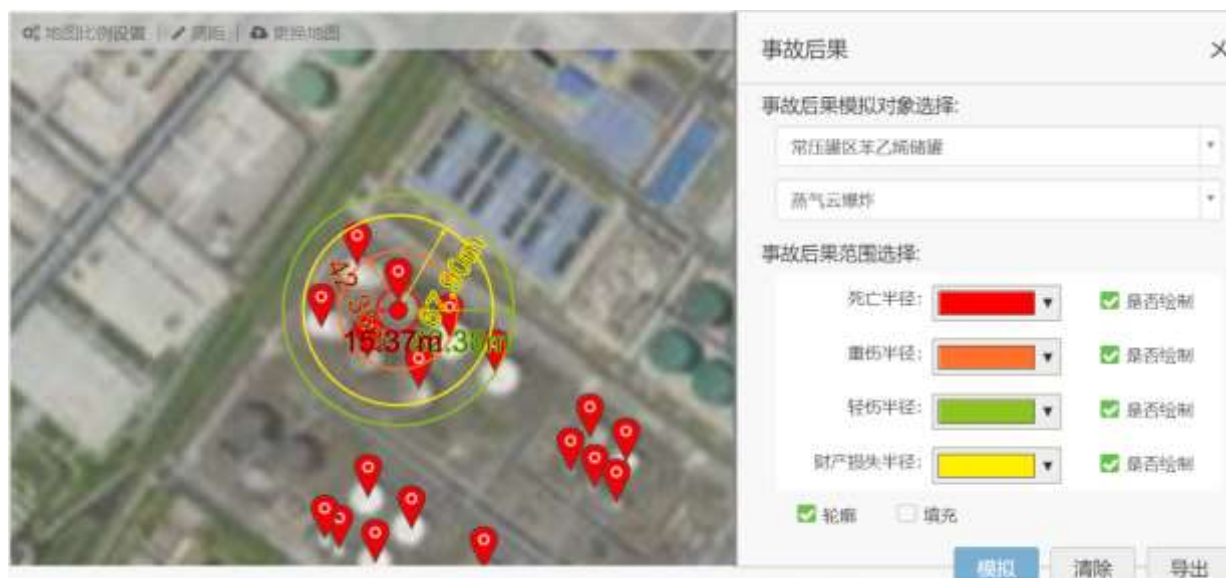 地图比例设置 测距 更换地图
15.37m
事故后果
事故后果模拟对象选择:
常压罐区苯乙烯储罐
蒸气云爆炸
事故后果范围选择:
死亡半径: 是否绘制
重伤半径: 是否绘制
轻伤半径: 是否绘制
财产损失半径: 是否绘制
轮廓 填充
模拟 清除 导出